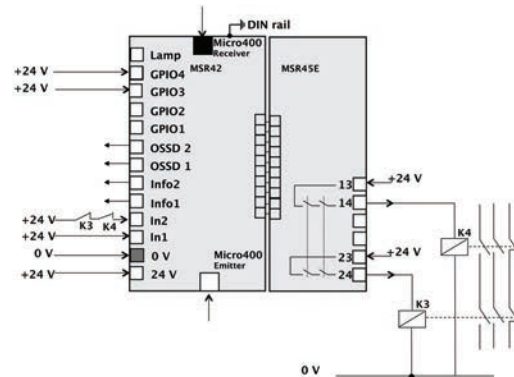 DIN rail
Micro400
Receiver
MSR42
MSR45E
Lamp
+24 V
GPIO4
+24 V
GPIO3
GPIO2
GPIO1
OSSD 2
OSSD 1
Info2
Info1
+24 V
K3
K4
In2
+24 V
In1
0 V
0 V
+24 V
24 V
Micro400
Emitter
13
+24 V
14
23
+24 V
24
K4
K3
0 V